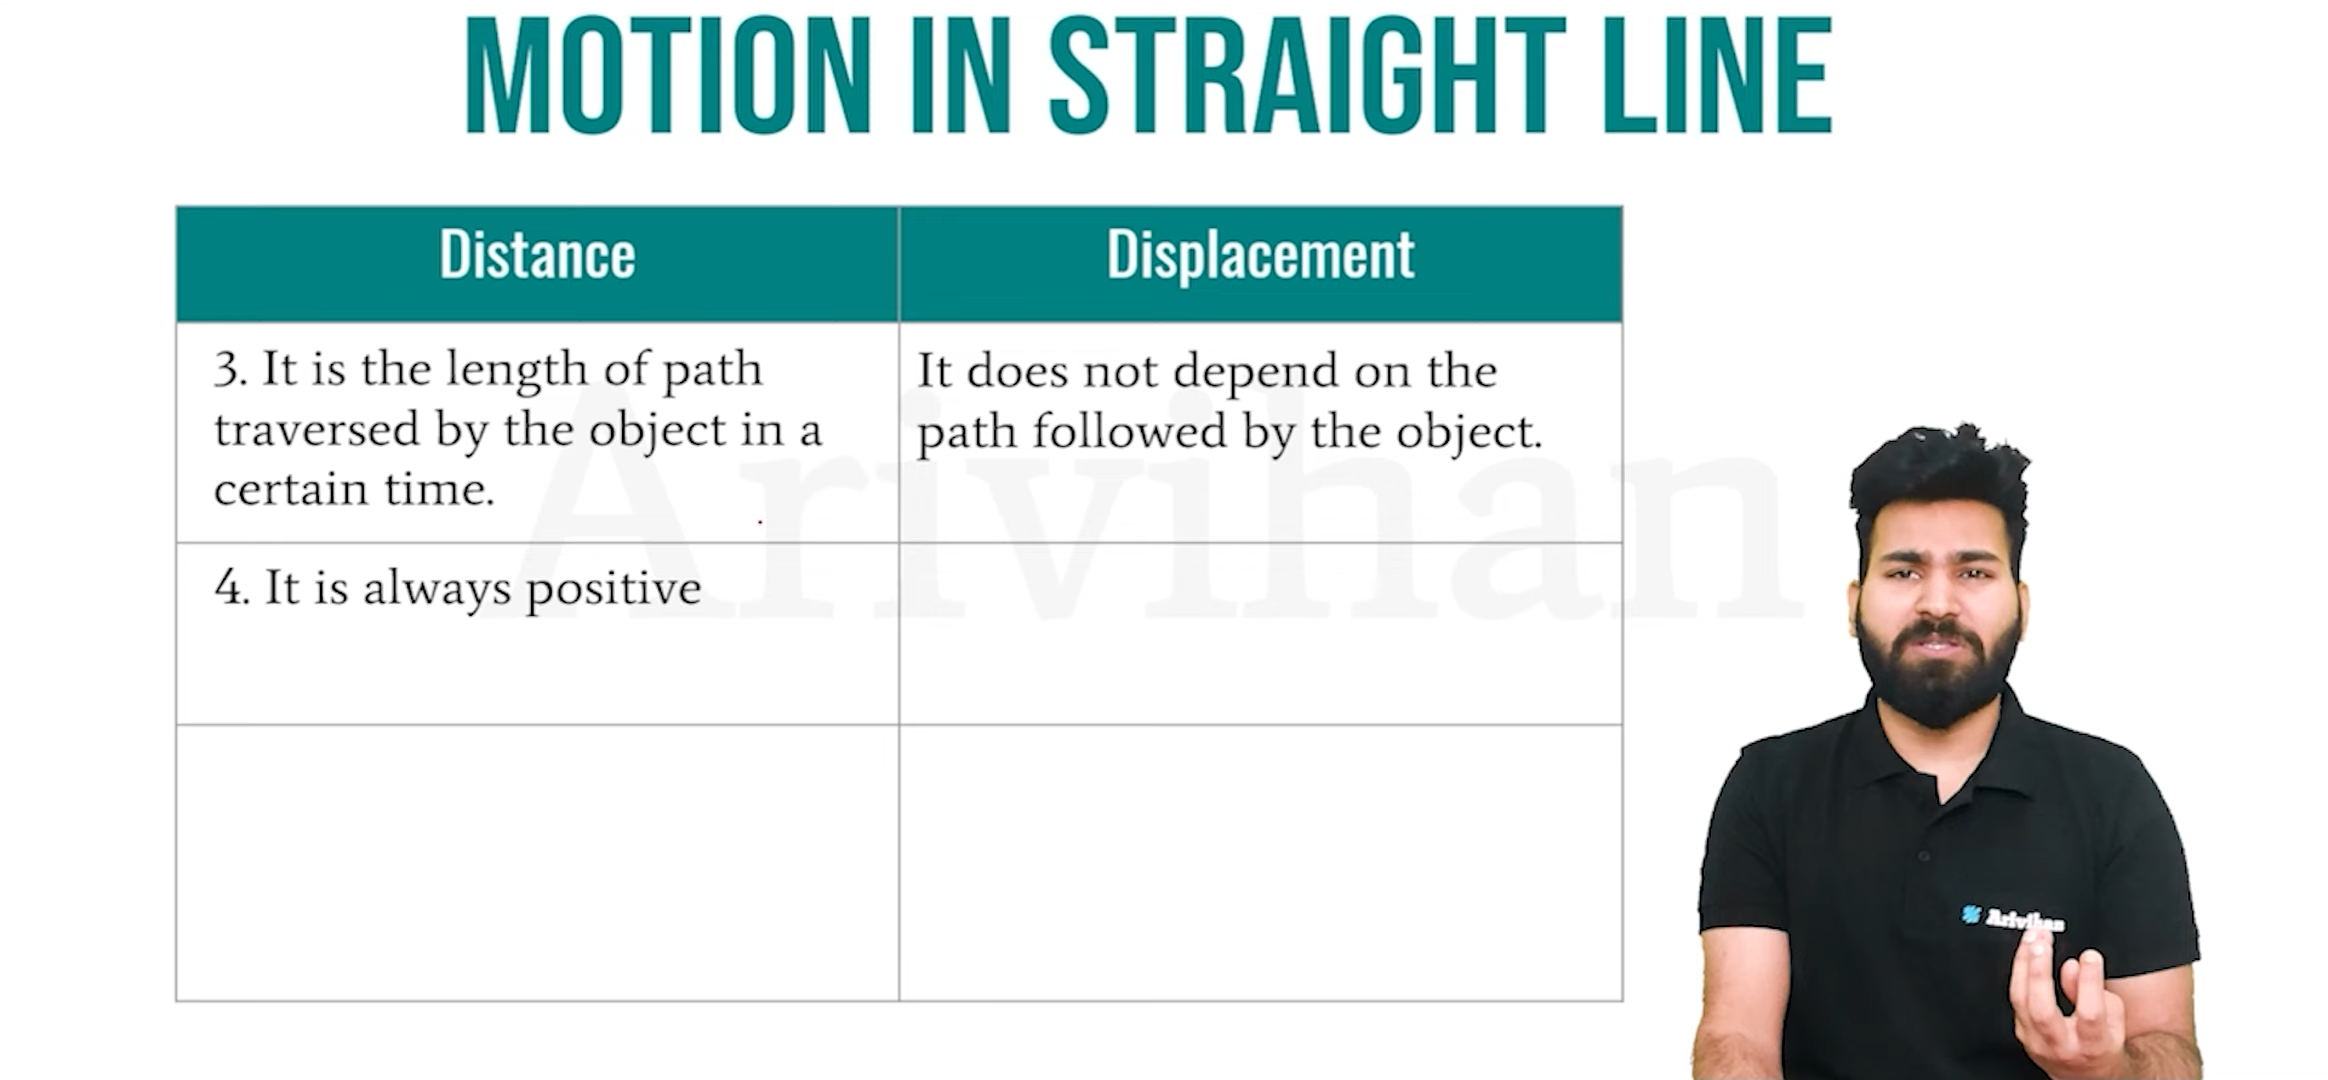 MOTION IN STRAIGHT LINE
Distance
Displacement
3. It is the length of path
traversed by the object in a
certain time.
It does not depend on the
path followed by the object.
4. It is always positive
Arivihan
Arivihan